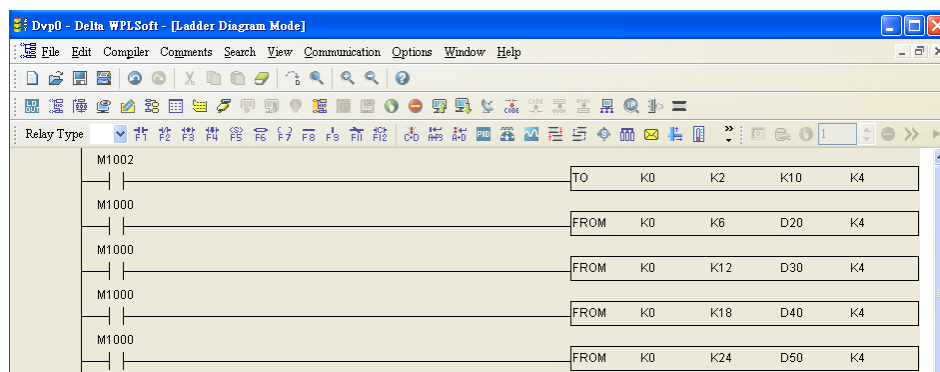 Dvp0 - Delta WPLSoft - [Ladder Diagram Mode]
File Edit Compiler Comments Search View Communication Options Window Help
Relay Type F1 F2 F3 F4 F5 F6 F7 F8 F9 F11 F12 1
M1002
TO K0 K2 K10 K4
M1000
FROM K0 K6 D20 K4
M1000
FROM K0 K12 D30 K4
M1000
FROM K0 K18 D40 K4
M1000
FROM K0 K24 D50 K4